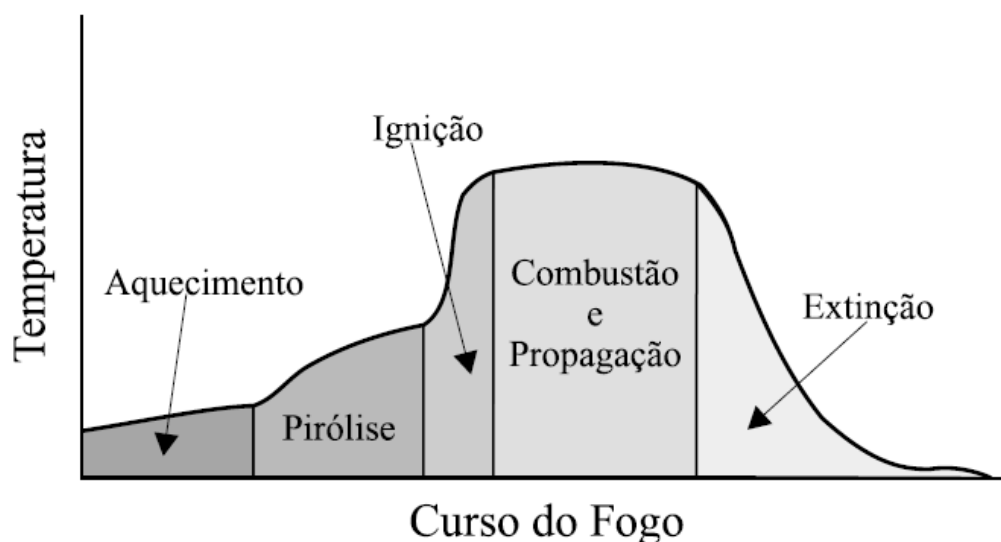 Temperatura
Ignição
Aquecimento
Pirólise
Combustão
e
Propagação
Extinção
Curso do Fogo